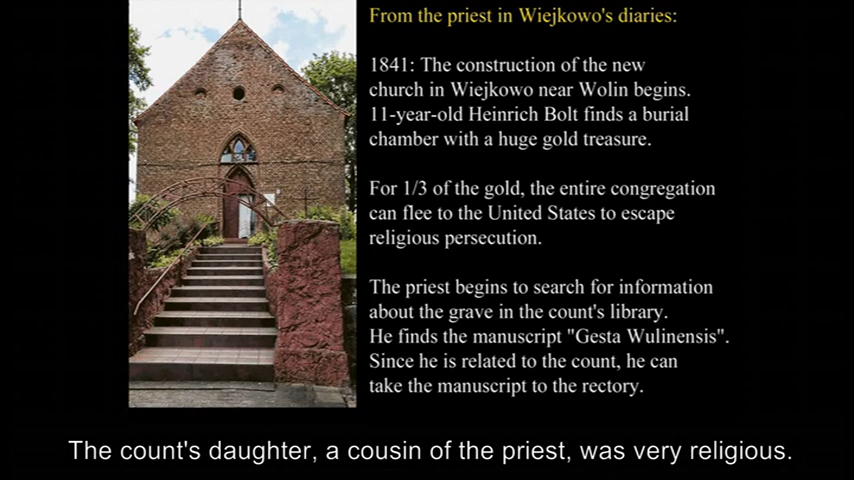 From the priest in Wiejkowo's diaries:
1841: The construction of the new
church in Wiejkowo near Wolin begins.
11-year-old Heinrich Bolt finds a burial
chamber with a huge gold treasure.
For 1/3 of the gold, the entire congregation
can flee to the United States to escape
religious persecution.
The priest begins to search for information
about the grave in the count's library.
He finds the manuscript "Gesta Wulinensis".
Since he is related to the count, he can
take the manuscript to the rectory.
The count's daughter, a cousin of the priest, was very religious.